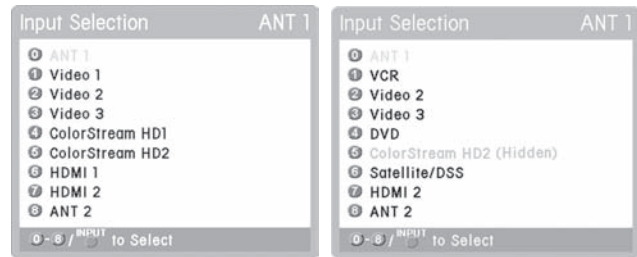 Input Selection ANT 1
0 ANT 1
1 Video 1
2 Video 2
3 Video 3
4 ColorStream HD1
5 ColorStream HD2
6 HDMI 1
7 HDMI 2
8 ANT 2
0-8/INPUT to Select
Input Selection ANT 1
0 ANT 1
1 VCR
2 Video 2
3 Video 3
4 DVD
5 ColorStream HD2 (Hidden)
6 Satellite/DSS
7 HDMI 2
8 ANT 2
0-8/INPUT to Select